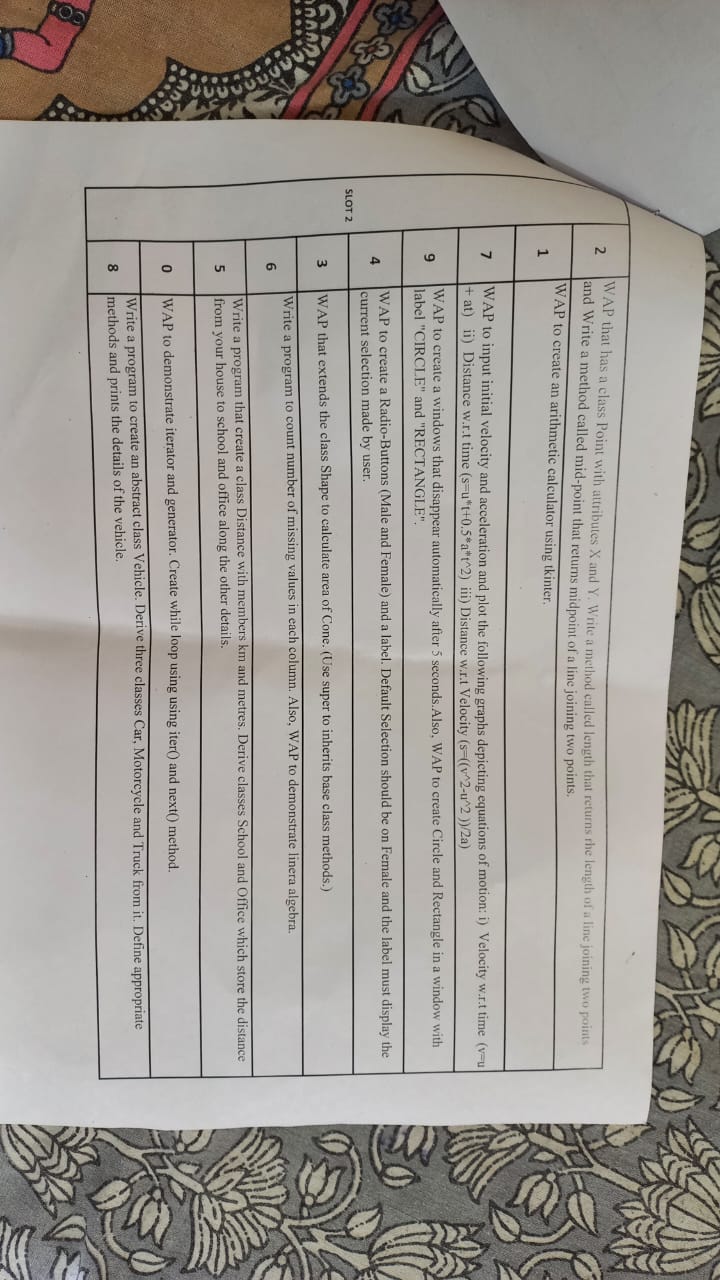 SLOT 2
2
WAP that has a class Point with attributes X and Y. Write a method called length that returns rhe length of a line joining two points
and Write a method called mid-point that returns midpoint of a line joining two points.
1
WAP to create an arithmetic calculator using tkinter.
7
WAP to input initial velocity and acceleration and plot the following graphs depicting equations of motion: i) Velocity w.r.t time (v=u
+ at) ii) Distance w.r.t time (s=u*t+0.5*a*t^2) iii) Distance w.r.t Velocity (s=((v^2-u^2 ))/2a)
9
WAP to create a windows that disappear automatically after 5 seconds.Also, WAP to create Circle and Rectangle in a window with
label "CIRCLE" and "RECTANGLE".
4
WAP to create a Radio-Buttons (Male and Female) and a label. Default Selection should be on Female and the label must display the
current selection made by user.
3
WAP that extends the class Shape to calculate area of Cone. (Use super to inherits base class methods.)
6
Write a program to count number of missing values in each column. Also, WAP to demonstrate linera algebra.
5
Write a program that create a class Distance with members km and metres. Derive classes School and Office which store the distance
from your house to school and office along the other details.
0
WAP to demonstrate iterator and generator. Create while loop using using iter() and next() method.
8
Write a program to create an abstract class Vehicle. Derive three classes Car, Motorcycle and Truck from it. Define appropriate
methods and prints the details of the vehicle.